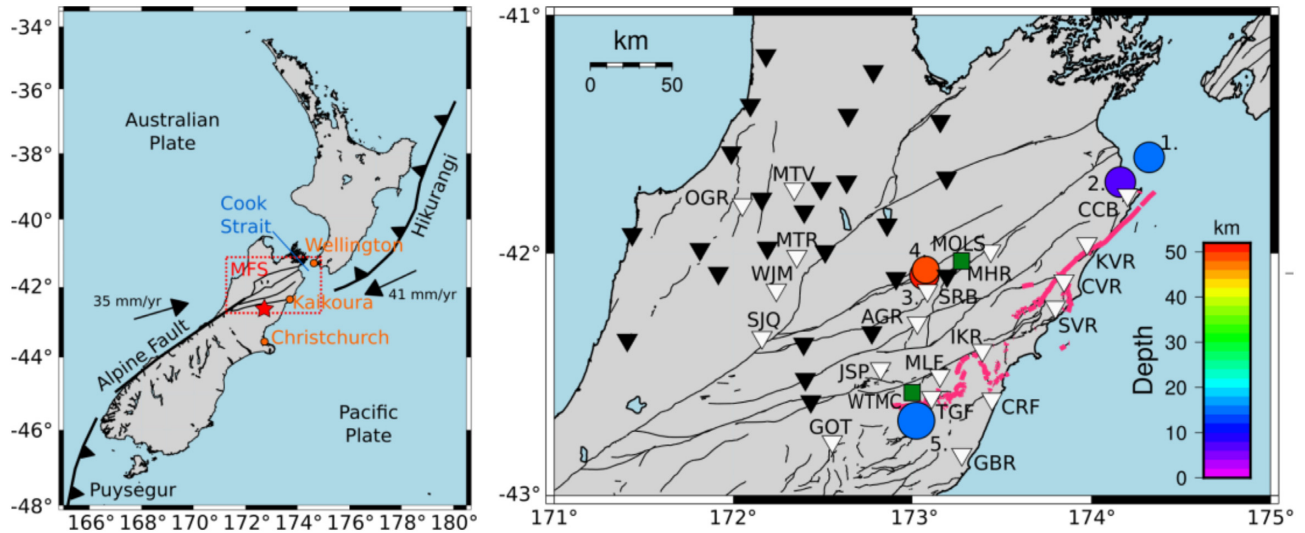 -34°
-36°
-38°
-40°
-42°
-44°
-46°
-48°
166°
168°
170°
172°
174°
176°
178°
180°
Australian
Plate
Hikurangi
Cook
Strait
Wellington
MFS
35 mm/yr
41 mm/yr
Kaikoura
Christchurch
Alpine Fault
Pacific
Plate
Puységur
-41°
-42°
-43°
171°
172°
173°
174°
175°
km
0
50
1.
2.
CCB
MTV
OGR
MTR
WJM
SJQ
4.
MOLS
MHR
3.
SRB
AGR
KVR
CVR
SVR
IKR
JSP
MLF
WTMC
TGF
CRF
GOT
5.
GBR
km
50
40
30
20
10
0
Depth